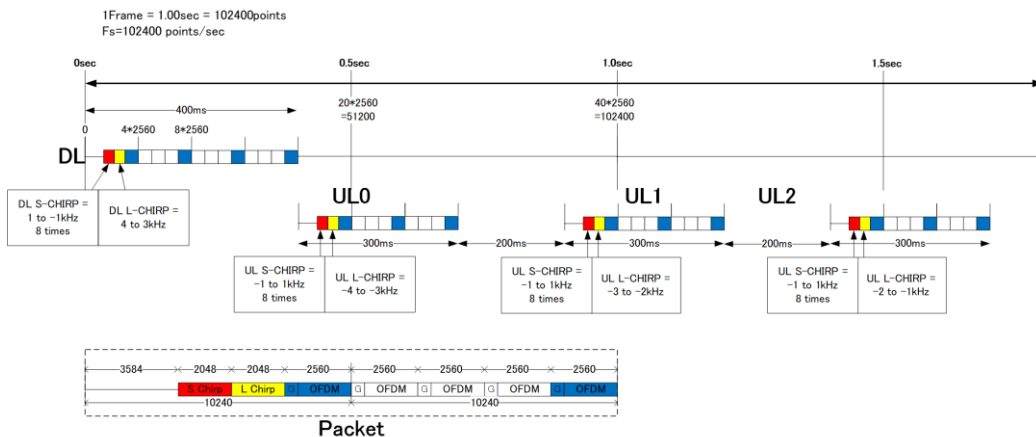 1Frame = 1.00sec = 102400points
Fs=102400 points/sec
0sec
0.5sec
1.0sec
1.5sec
20*2560
=51200
40*2560
=102400
400ms
0
4*2560
8*2560
DL
DL S-CHIRP =
1 to -1kHz
8 times
DL L-CHIRP =
4 to 3kHz
UL0
UL1
UL2
300ms
200ms
300ms
200ms
300ms
UL S-CHIRP =
-1 to 1kHz
8 times
UL L-CHIRP =
-4 to -3kHz
UL S-CHIRP =
-1 to 1kHz
8 times
UL L-CHIRP =
-3 to -2kHz
UL S-CHIRP =
-1 to 1kHz
8 times
UL L-CHIRP =
-2 to -1kHz
3584
2048
2048
2560
2560
2560
2560
2560
S Chirp
L Chirp
G
OFDM
G
OFDM
G
OFDM
G
OFDM
G
OFDM
10240
10240
Packet